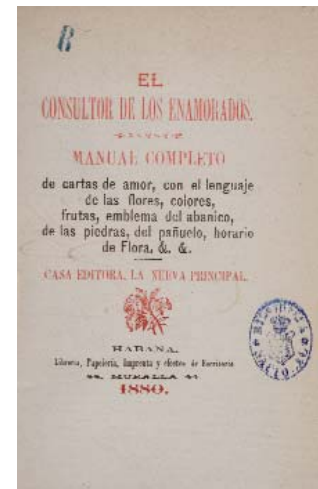 8
EL
CONSULTOR DE LOS ENAMORADOS.
MANUAL COMPLETO
de cartas de amor, con el lenguaje
de las flores, colores,
frutas, emblema del abanico,
de las piedras, del pañuelo, horario
de Flora, &. &.
CASA EDITORA, LA NUEVA PRINCIPAL.
HABANA.
Librería, Papelería, Imprenta y efectos de Escritorio
MURALLA
1880.